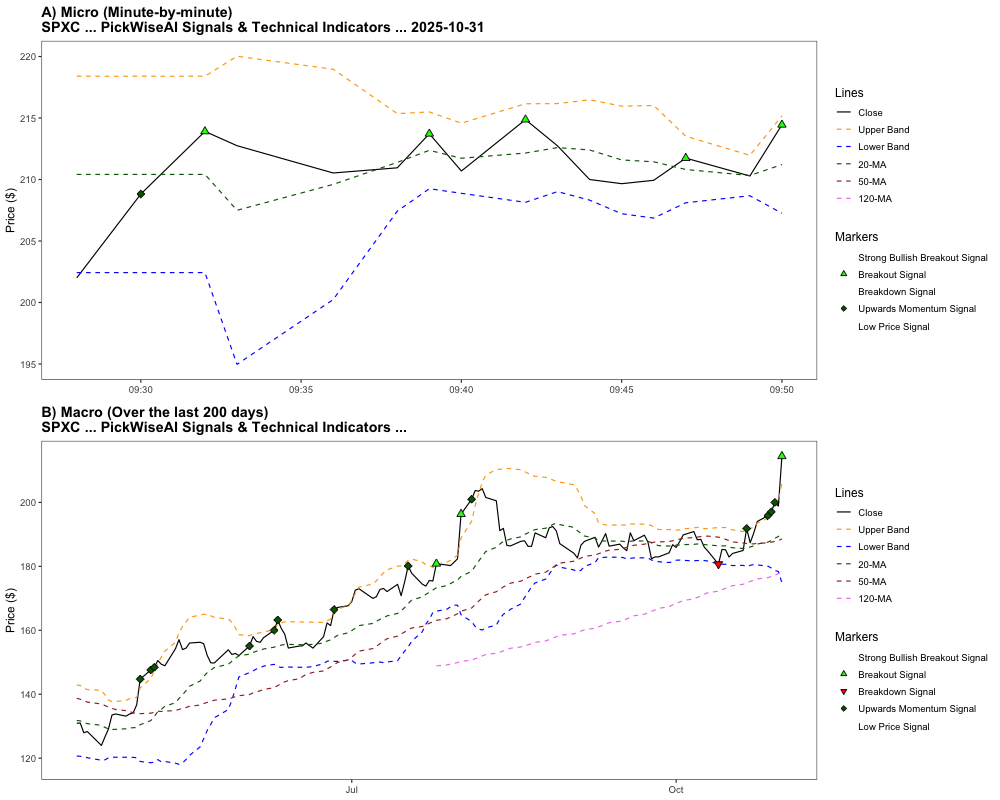 A) Micro (Minute-by-minute)
SPXC ... PickWiseAI Signals & Technical Indicators ... 2025-10-31
Price ($)
220
215
210
205
200
195
09:30
09:35
09:40
09:45
09:50
Lines
Close
Upper Band
Lower Band
20-MA
50-MA
120-MA
Markers
Strong Bullish Breakout Signal
Breakout Signal
Breakdown Signal
Upwards Momentum Signal
Low Price Signal
B) Macro (Over the last 200 days)
SPXC ... PickWiseAI Signals & Technical Indicators ...
Price ($)
200
180
160
140
120
Jul
Oct
Lines
Close
Upper Band
Lower Band
20-MA
50-MA
120-MA
Markers
Strong Bullish Breakout Signal
Breakout Signal
Breakdown Signal
Upwards Momentum Signal
Low Price Signal